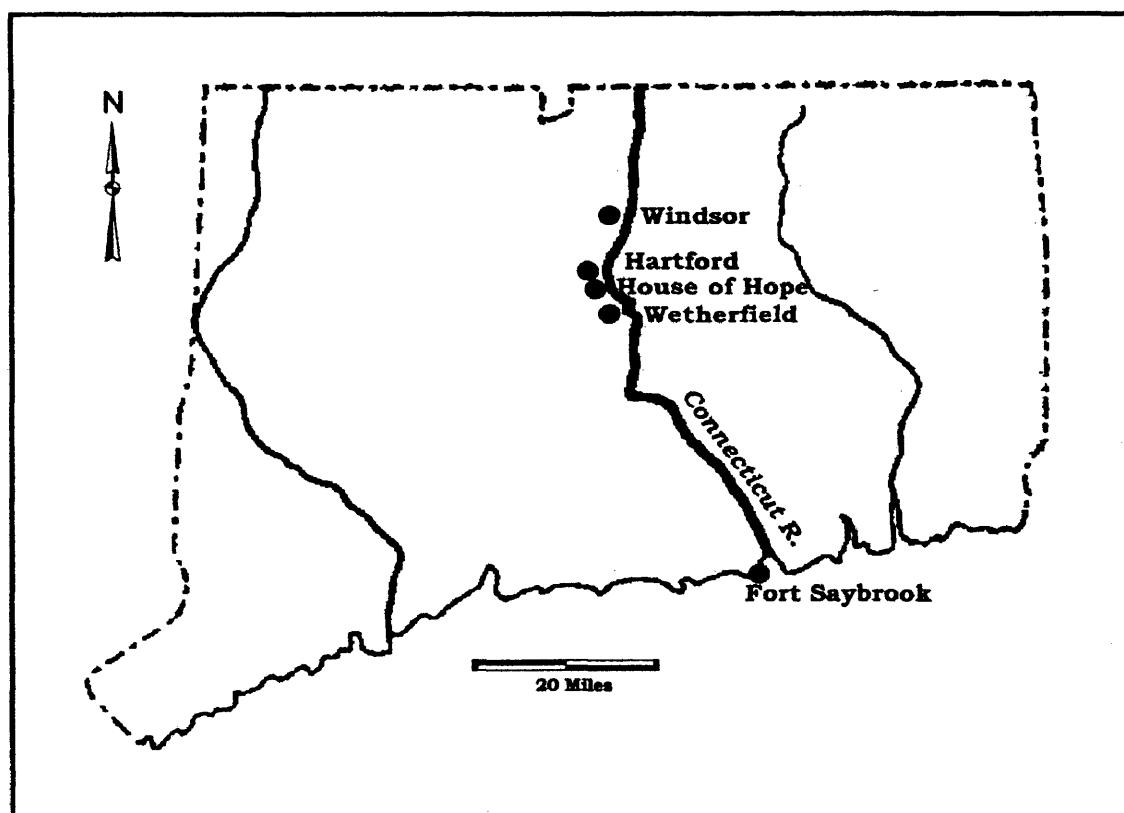 N
Windsor
Hartford
House of Hope
Wetherfield
Connecticut R.
Fort Saybrook
20 Miles